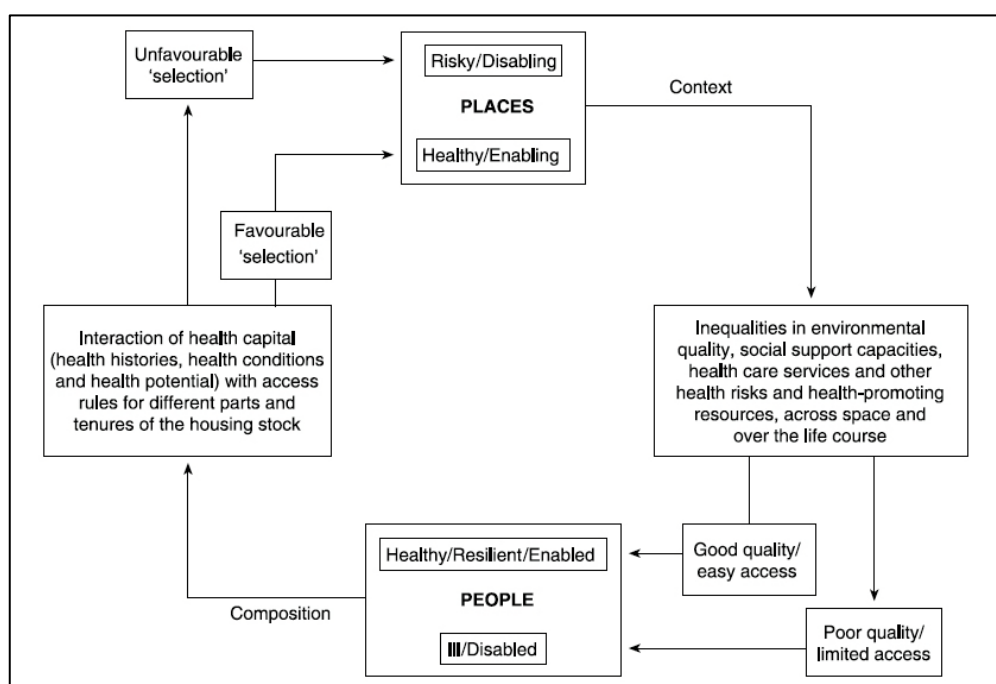 Unfavourable
'selection'
Risky/Disabling
PLACES
Healthy/Enabling
Context
Favourable
'selection'
Interaction of health capital
(health histories, health conditions
and health potential) with access
rules for different parts and
tenures of the housing stock
Inequalities in environmental
quality, social support capacities,
health care services and other
health risks and health-promoting
resources, across space and
over the life course
Good quality/
easy access
Poor quality/
limited access
Healthy/Resilient/Enabled
PEOPLE
Ill/Disabled
Composition